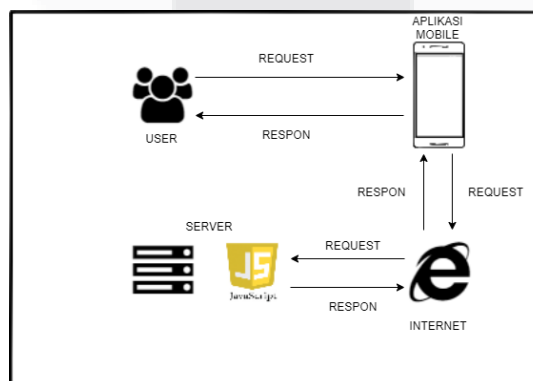 APLIKASI
MOBILE
REQUEST
RESPON
USER
RESPON
REQUEST
SERVER
REQUEST
JS
JavaScript
RESPON
INTERNET